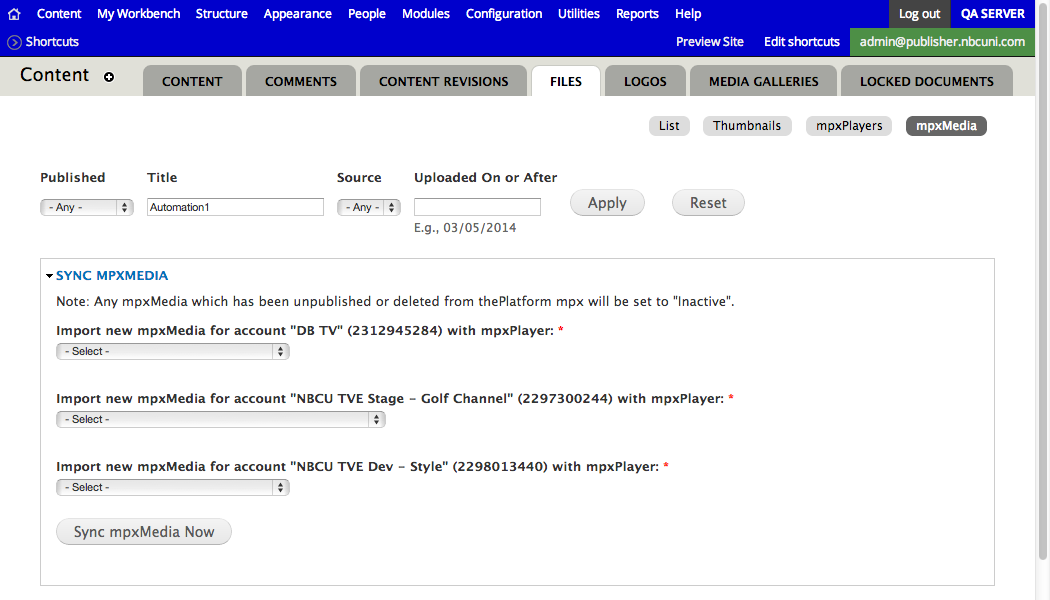 Content My Workbench Structure Appearance People Modules Configuration Utilities Reports Help Log out QA SERVER
Shortcuts Preview Site Edit shortcuts admin@publisher.nbcuni.com
Content CONTENT COMMENTS CONTENT REVISIONS FILES LOGOS MEDIA GALLERIES LOCKED DOCUMENTS
List Thumbnails mpxPlayers mpxMedia
Published Title Source Uploaded On or After
- Any - Automation1 - Any - Apply Reset
E.g., 03/05/2014
SYNC MPXMEDIA
Note: Any mpxMedia which has been unpublished or deleted from thePlatform mpx will be set to "Inactive".
Import new mpxMedia for account "DB TV" (2312945284) with mpxPlayer: *
- Select -
Import new mpxMedia for account "NBCU TVE Stage - Golf Channel" (2297300244) with mpxPlayer: *
- Select -
Import new mpxMedia for account "NBCU TVE Dev - Style" (2298013440) with mpxPlayer: *
- Select -
Sync mpxMedia Now